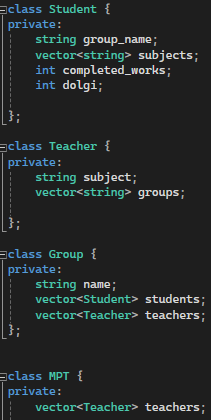 class Student {
private:
string group_name;
vector<string> subjects;
int completed_works;
int dolgi;
};
class Teacher {
private:
string subject;
vector<string> groups;
};
class Group {
private:
string name;
vector<Student> students;
vector<Teacher> teachers;
};
class MPT {
private:
vector<Teacher> teachers;